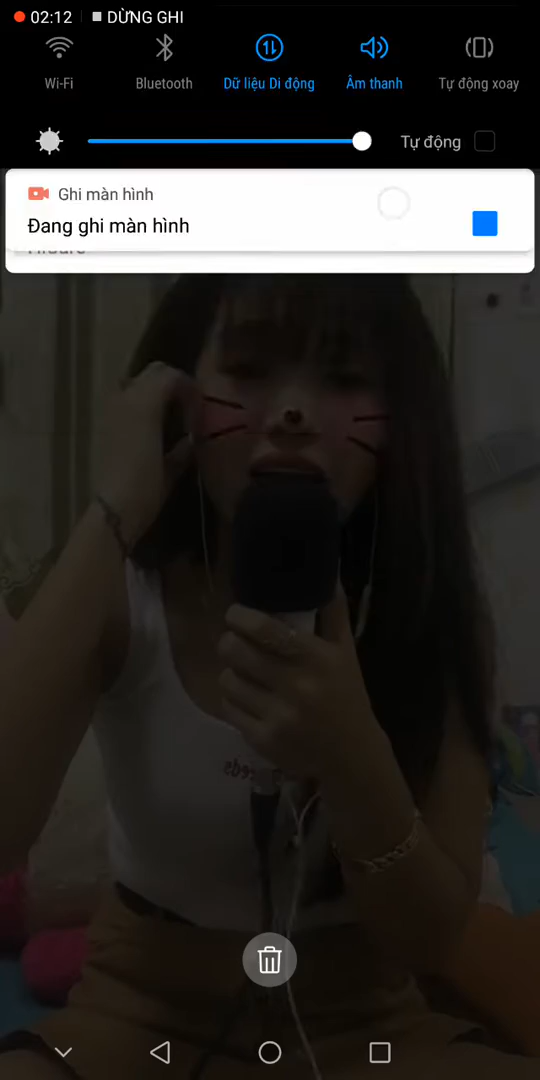 02:12 DỪNG GHI
Wi-Fi Bluetooth Dữ liệu Di động Âm thanh Tự động xoay
Tự động
Ghi màn hình
Đang ghi màn hình